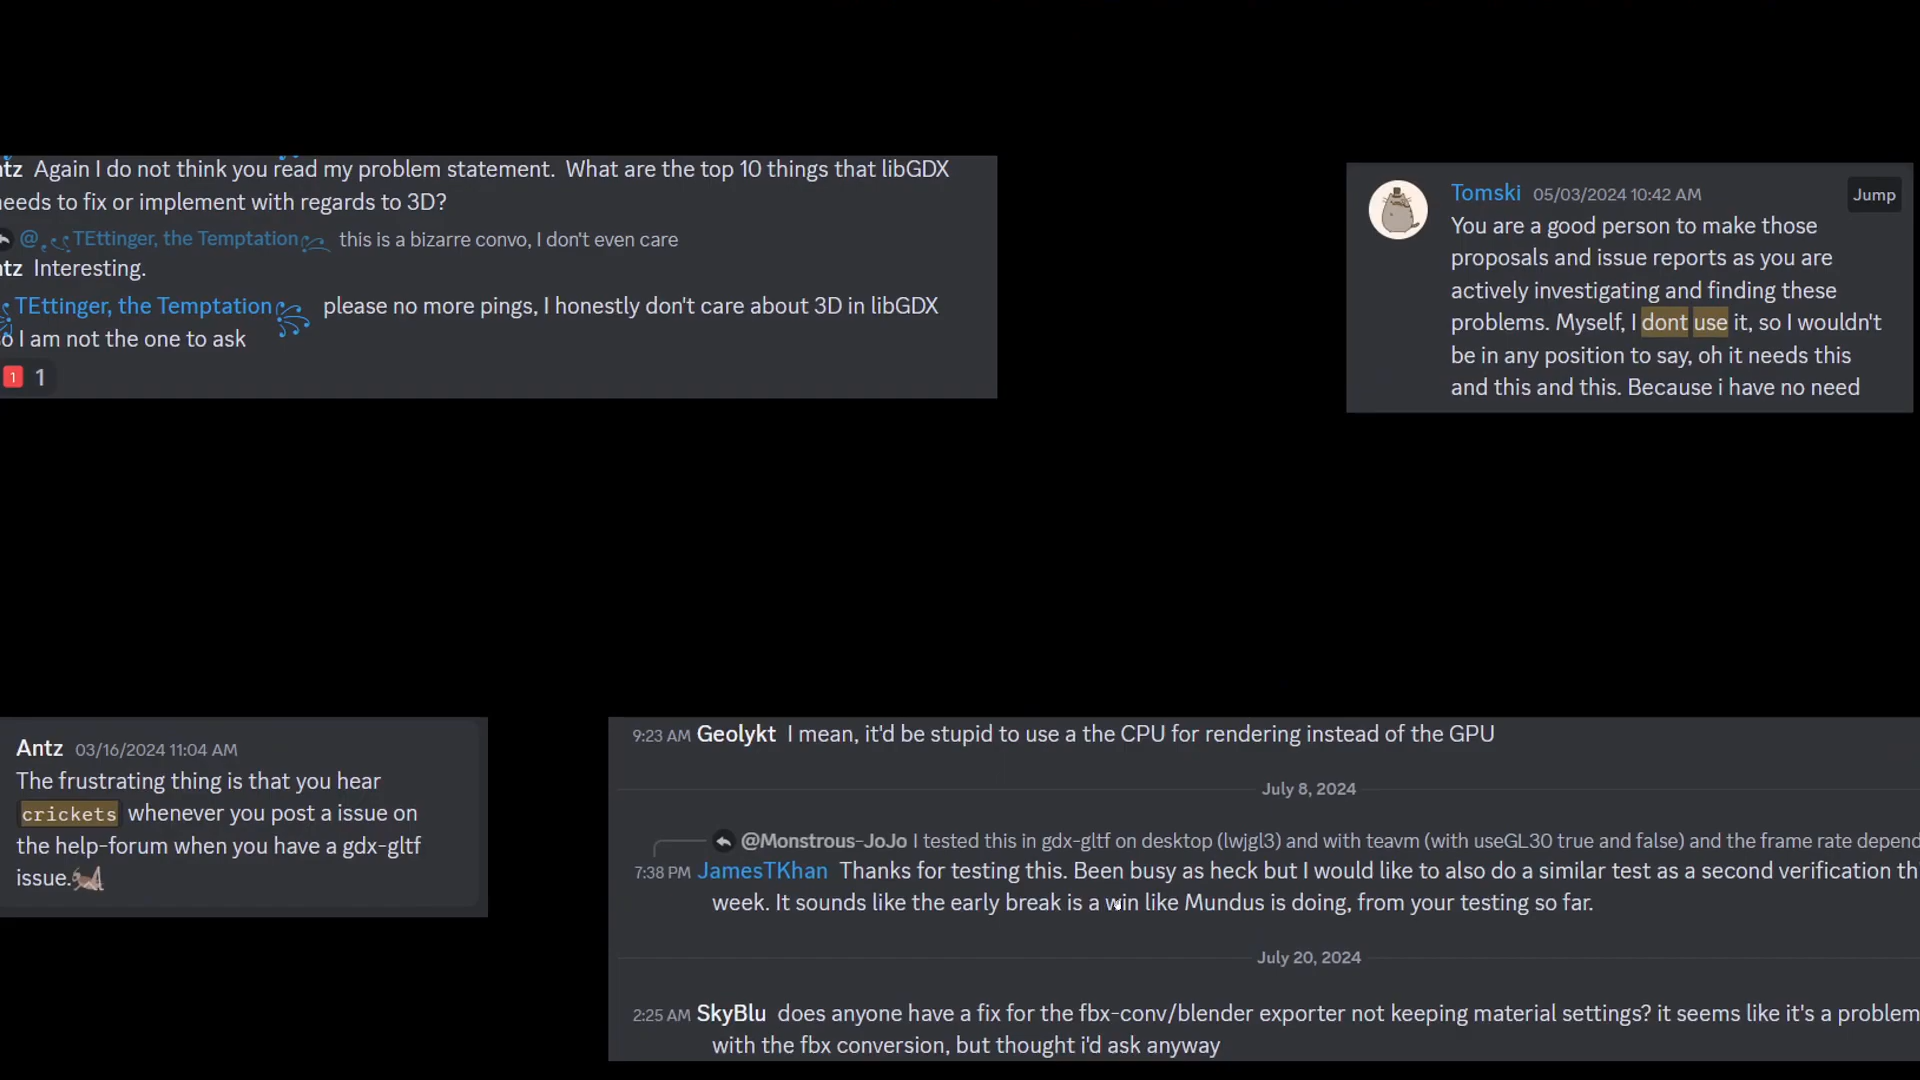 ntz Again I do not think you read my problem statement. What are the top 10 things that libGDX
needs to fix or implement with regards to 3D?
@ TEttinger, the Temptation this is a bizarre convo, I don't even care
ntz Interesting.
TEttinger, the Temptation please no more pings, I honestly don't care about 3D in libGDX
so I am not the one to ask
1 1
Tomski 05/03/2024 10:42 AM
Jump
You are a good person to make those
proposals and issue reports as you are
actively investigating and finding these
problems. Myself, I dont use it, so I wouldn't
be in any position to say, oh it needs this
and this and this. Because i have no need
Antz 03/16/2024 11:04 AM
The frustrating thing is that you hear
crickets whenever you post a issue on
the help-forum when you have a gdx-gltf
issue.
9:23 AM Geolykt I mean, it'd be stupid to use a the CPU for rendering instead of the GPU
July 8, 2024
@Monstrous-JoJo I tested this in gdx-gltf on desktop (lwjgl3) and with teavm (with useGL30 true and false) and the frame rate depend
7:38 PM JamesTKhan Thanks for testing this. Been busy as heck but I would like to also do a similar test as a second verification th
week. It sounds like the early break is a win like Mundus is doing, from your testing so far.
July 20, 2024
2:25 AM SkyBlu does anyone have a fix for the fbx-conv/blender exporter not keeping material settings? it seems like it's a problem
with the fbx conversion, but thought i'd ask anyway